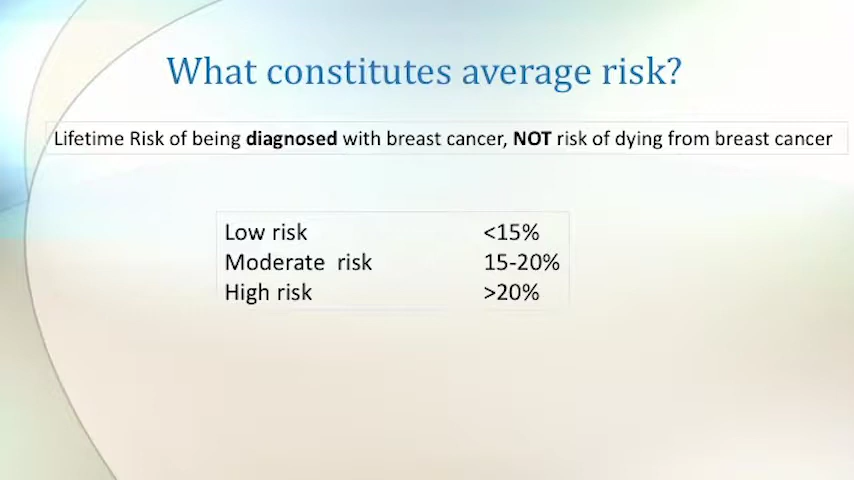 What constitutes average risk?
Lifetime Risk of being diagnosed with breast cancer, NOT risk of dying from breast cancer
Low risk <15%
Moderate risk 15-20%
High risk >20%